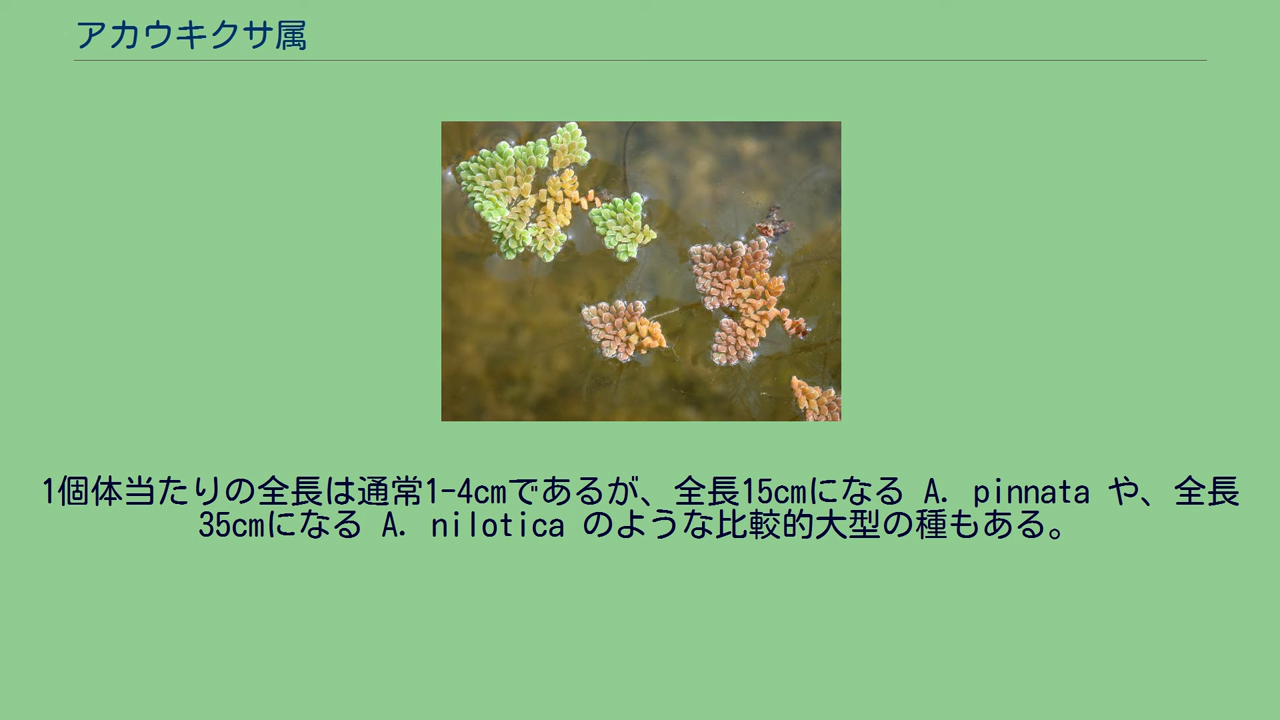 アカウキクサ属
1個体当たりの全長は通常1-4cmであるが、全長15cmになる A. pinnata や、全長
35cmになる A. nilotica のような比較的大型の種もある。